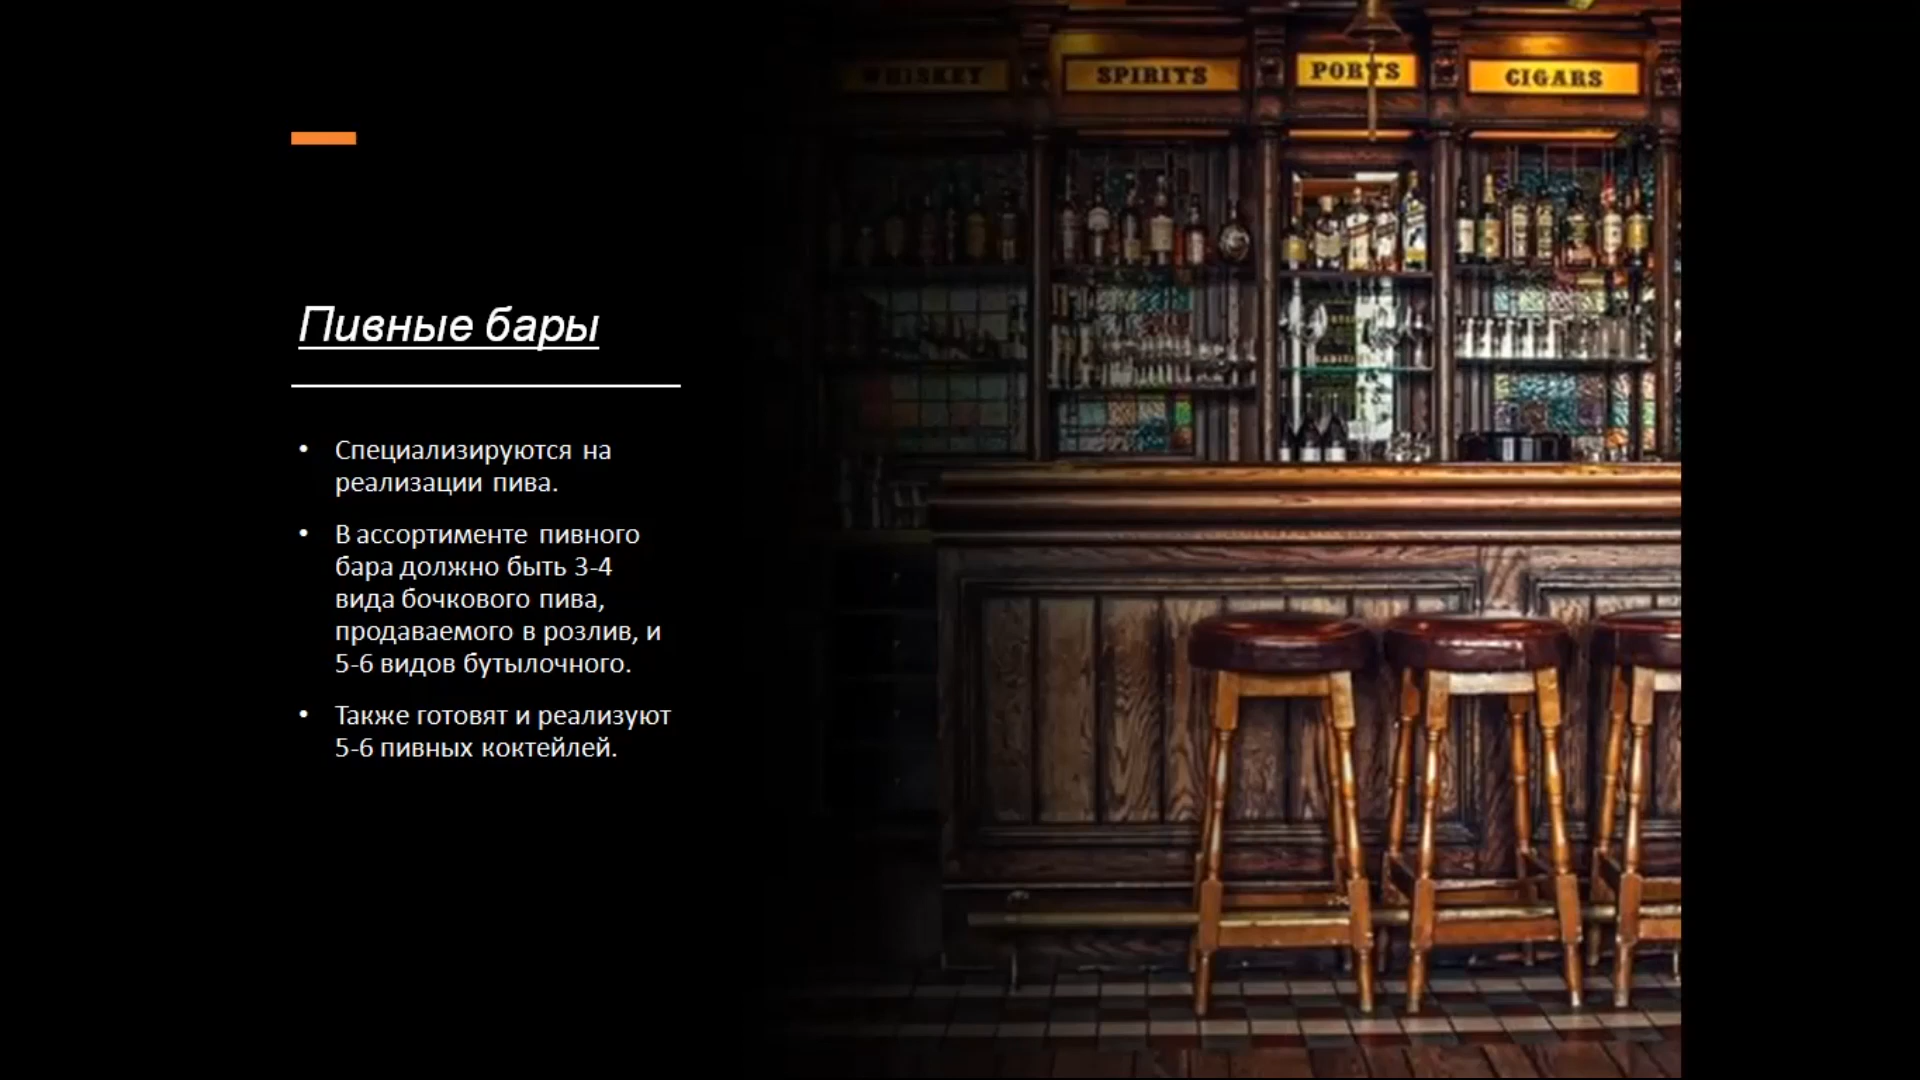 WHISKEY
SPIRITS
PORTS
CIGARS
Пивные бары
• Специализируются на
реализации пива.
• В ассортименте пивного
бара должно быть 3-4
вида бочкового пива,
продаваемого в розлив, и
5-6 видов бутылочного.
• Также готовят и реализуют
5-6 пивных коктейлей.